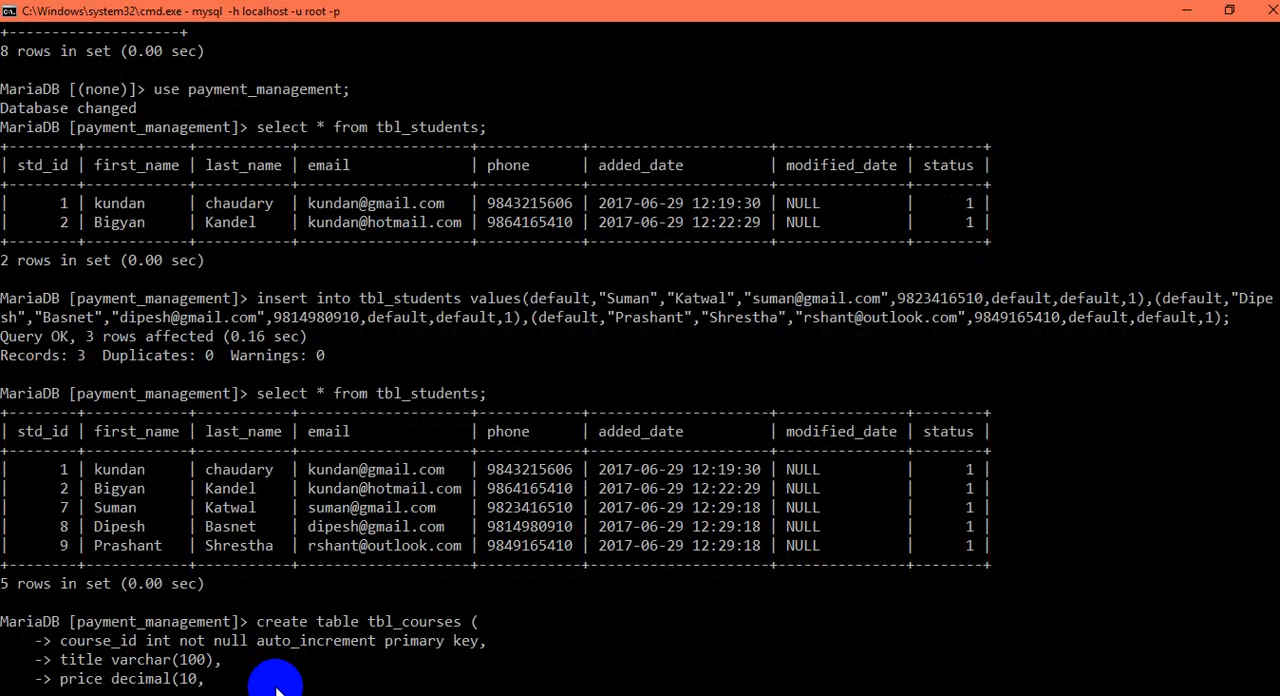 C:\Windows\system32\cmd.exe - mysql -h localhost -u root -p
+--------------------+
8 rows in set (0.00 sec)
MariaDB [(none)]> use payment_management;
Database changed
MariaDB [payment_management]> select * from tbl_students;
+--------+------------+-----------+--------------------+------------+---------------------+---------------+--------+
| std_id | first_name | last_name | email | phone | added_date | modified_date | status |
+--------+------------+-----------+--------------------+------------+---------------------+---------------+--------+
| 1 | kundan | chaudary | kundan@gmail.com | 9843215606 | 2017-06-29 12:19:30 | NULL | 1 |
| 2 | Bigyan | Kandel | kundan@hotmail.com | 9864165410 | 2017-06-29 12:22:29 | NULL | 1 |
+--------+------------+-----------+--------------------+------------+---------------------+---------------+--------+
2 rows in set (0.00 sec)
MariaDB [payment_management]> insert into tbl_students values(default,"Suman","Katwal","suman@gmail.com",9823416510,default,default,1),(default,"Dipe
sh","Basnet","dipesh@gmail.com",9814980910,default,default,1),(default,"Prashant","Shrestha","rshant@outlook.com",9849165410,default,default,1);
Query OK, 3 rows affected (0.16 sec)
Records: 3 Duplicates: 0 Warnings: 0
MariaDB [payment_management]> select * from tbl_students;
+--------+------------+-----------+--------------------+------------+---------------------+---------------+--------+
| std_id | first_name | last_name | email | phone | added_date | modified_date | status |
+--------+------------+-----------+--------------------+------------+---------------------+---------------+--------+
| 1 | kundan | chaudary | kundan@gmail.com | 9843215606 | 2017-06-29 12:19:30 | NULL | 1 |
| 2 | Bigyan | Kandel | kundan@hotmail.com | 9864165410 | 2017-06-29 12:22:29 | NULL | 1 |
| 7 | Suman | Katwal | suman@gmail.com | 9823416510 | 2017-06-29 12:29:18 | NULL | 1 |
| 8 | Dipesh | Basnet | dipesh@gmail.com | 9814980910 | 2017-06-29 12:29:18 | NULL | 1 |
| 9 | Prashant | Shrestha | rshant@outlook.com | 9849165410 | 2017-06-29 12:29:18 | NULL | 1 |
+--------+------------+-----------+--------------------+------------+---------------------+---------------+--------+
5 rows in set (0.00 sec)
MariaDB [payment_management]> create table tbl_courses (
-> course_id int not null auto_increment primary key,
-> title varchar(100),
-> price decimal(10,